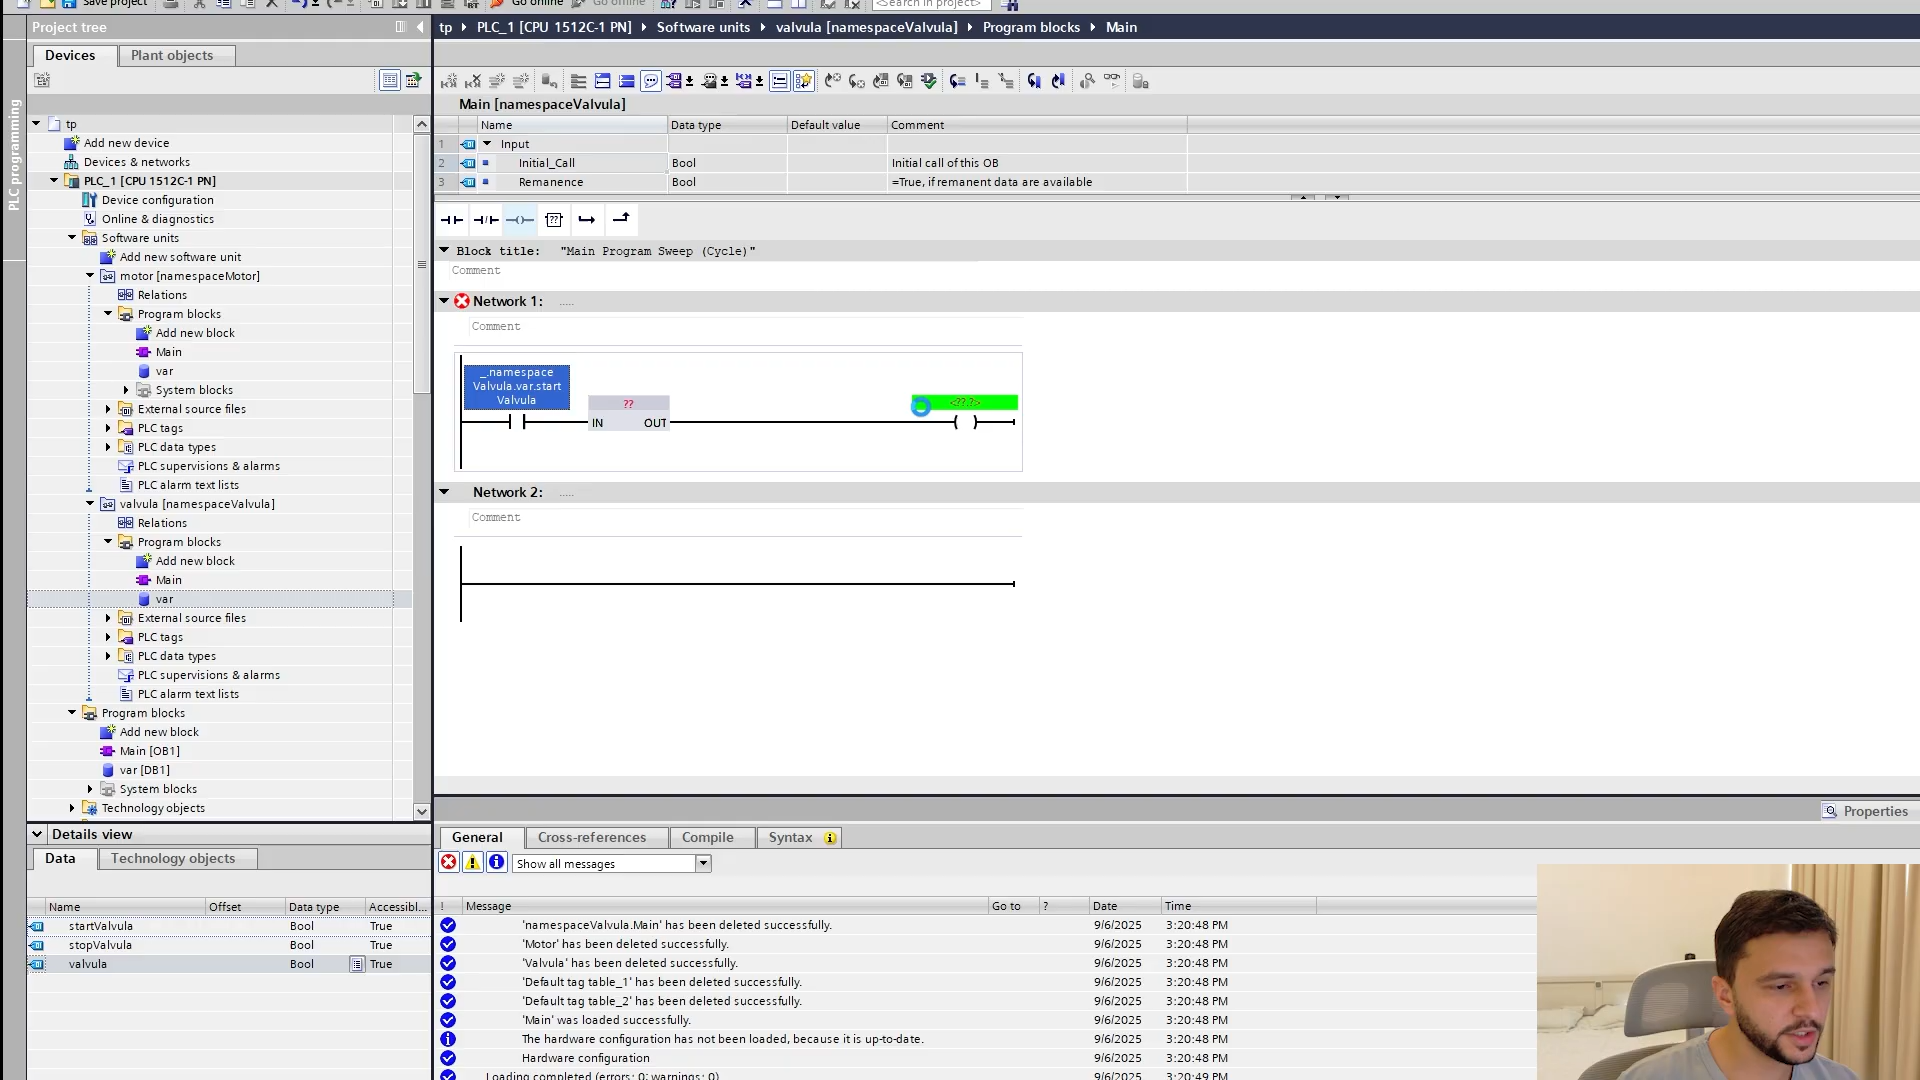 Save project
Go online
Go offline
<Search in project>
Project tree
tp
PLC_1 [CPU 1512C-1 PN]
Software units
valvula [namespaceValvula]
Program blocks
Main
Devices
Plant objects
PLC programming
Main [namespaceValvula]
Name
Data type
Default value
Comment
1
Input
2
Initial_Call
Bool
Initial call of this OB
3
Remanence
Bool
=True, if remanent data are available
tp
Add new device
Devices & networks
PLC_1 [CPU 1512C-1 PN]
Device configuration
Online & diagnostics
Software units
Add new software unit
motor [namespaceMotor]
Relations
Program blocks
Add new block
Main
var
System blocks
External source files
PLC tags
PLC data types
PLC supervisions & alarms
PLC alarm text lists
valvula [namespaceValvula]
Relations
Program blocks
Add new block
Main
var
External source files
PLC tags
PLC data types
PLC supervisions & alarms
PLC alarm text lists
Program blocks
Add new block
Main [OB1]
var [DB1]
System blocks
Technology objects
??
Block title: "Main Program Sweep (Cycle)"
Comment
Network 1: .....
Comment
_.namespace
Valvula.var.start
Valvula
??
IN
OUT
<??.?>
Network 2: .....
Comment
Properties
Details view
Data
Technology objects
Name
Offset
Data type
Accessibl...
startValvula
Bool
True
stopValvula
Bool
True
valvula
Bool
True
General
Cross-references
Compile
Syntax
Show all messages
!
Message
Go to
?
Date
Time
'namespaceValvula.Main' has been deleted successfully.
9/6/2025
3:20:48 PM
'Motor' has been deleted successfully.
9/6/2025
3:20:48 PM
'Valvula' has been deleted successfully.
9/6/2025
3:20:48 PM
'Default tag table_1' has been deleted successfully.
9/6/2025
3:20:48 PM
'Default tag table_2' has been deleted successfully.
9/6/2025
3:20:48 PM
'Main' was loaded successfully.
9/6/2025
3:20:48 PM
The hardware configuration has not been loaded, because it is up-to-date.
9/6/2025
3:20:48 PM
Hardware configuration
9/6/2025
3:20:48 PM
Loading completed (errors: 0; warnings: 0)
9/6/2025
3:20:49 PM